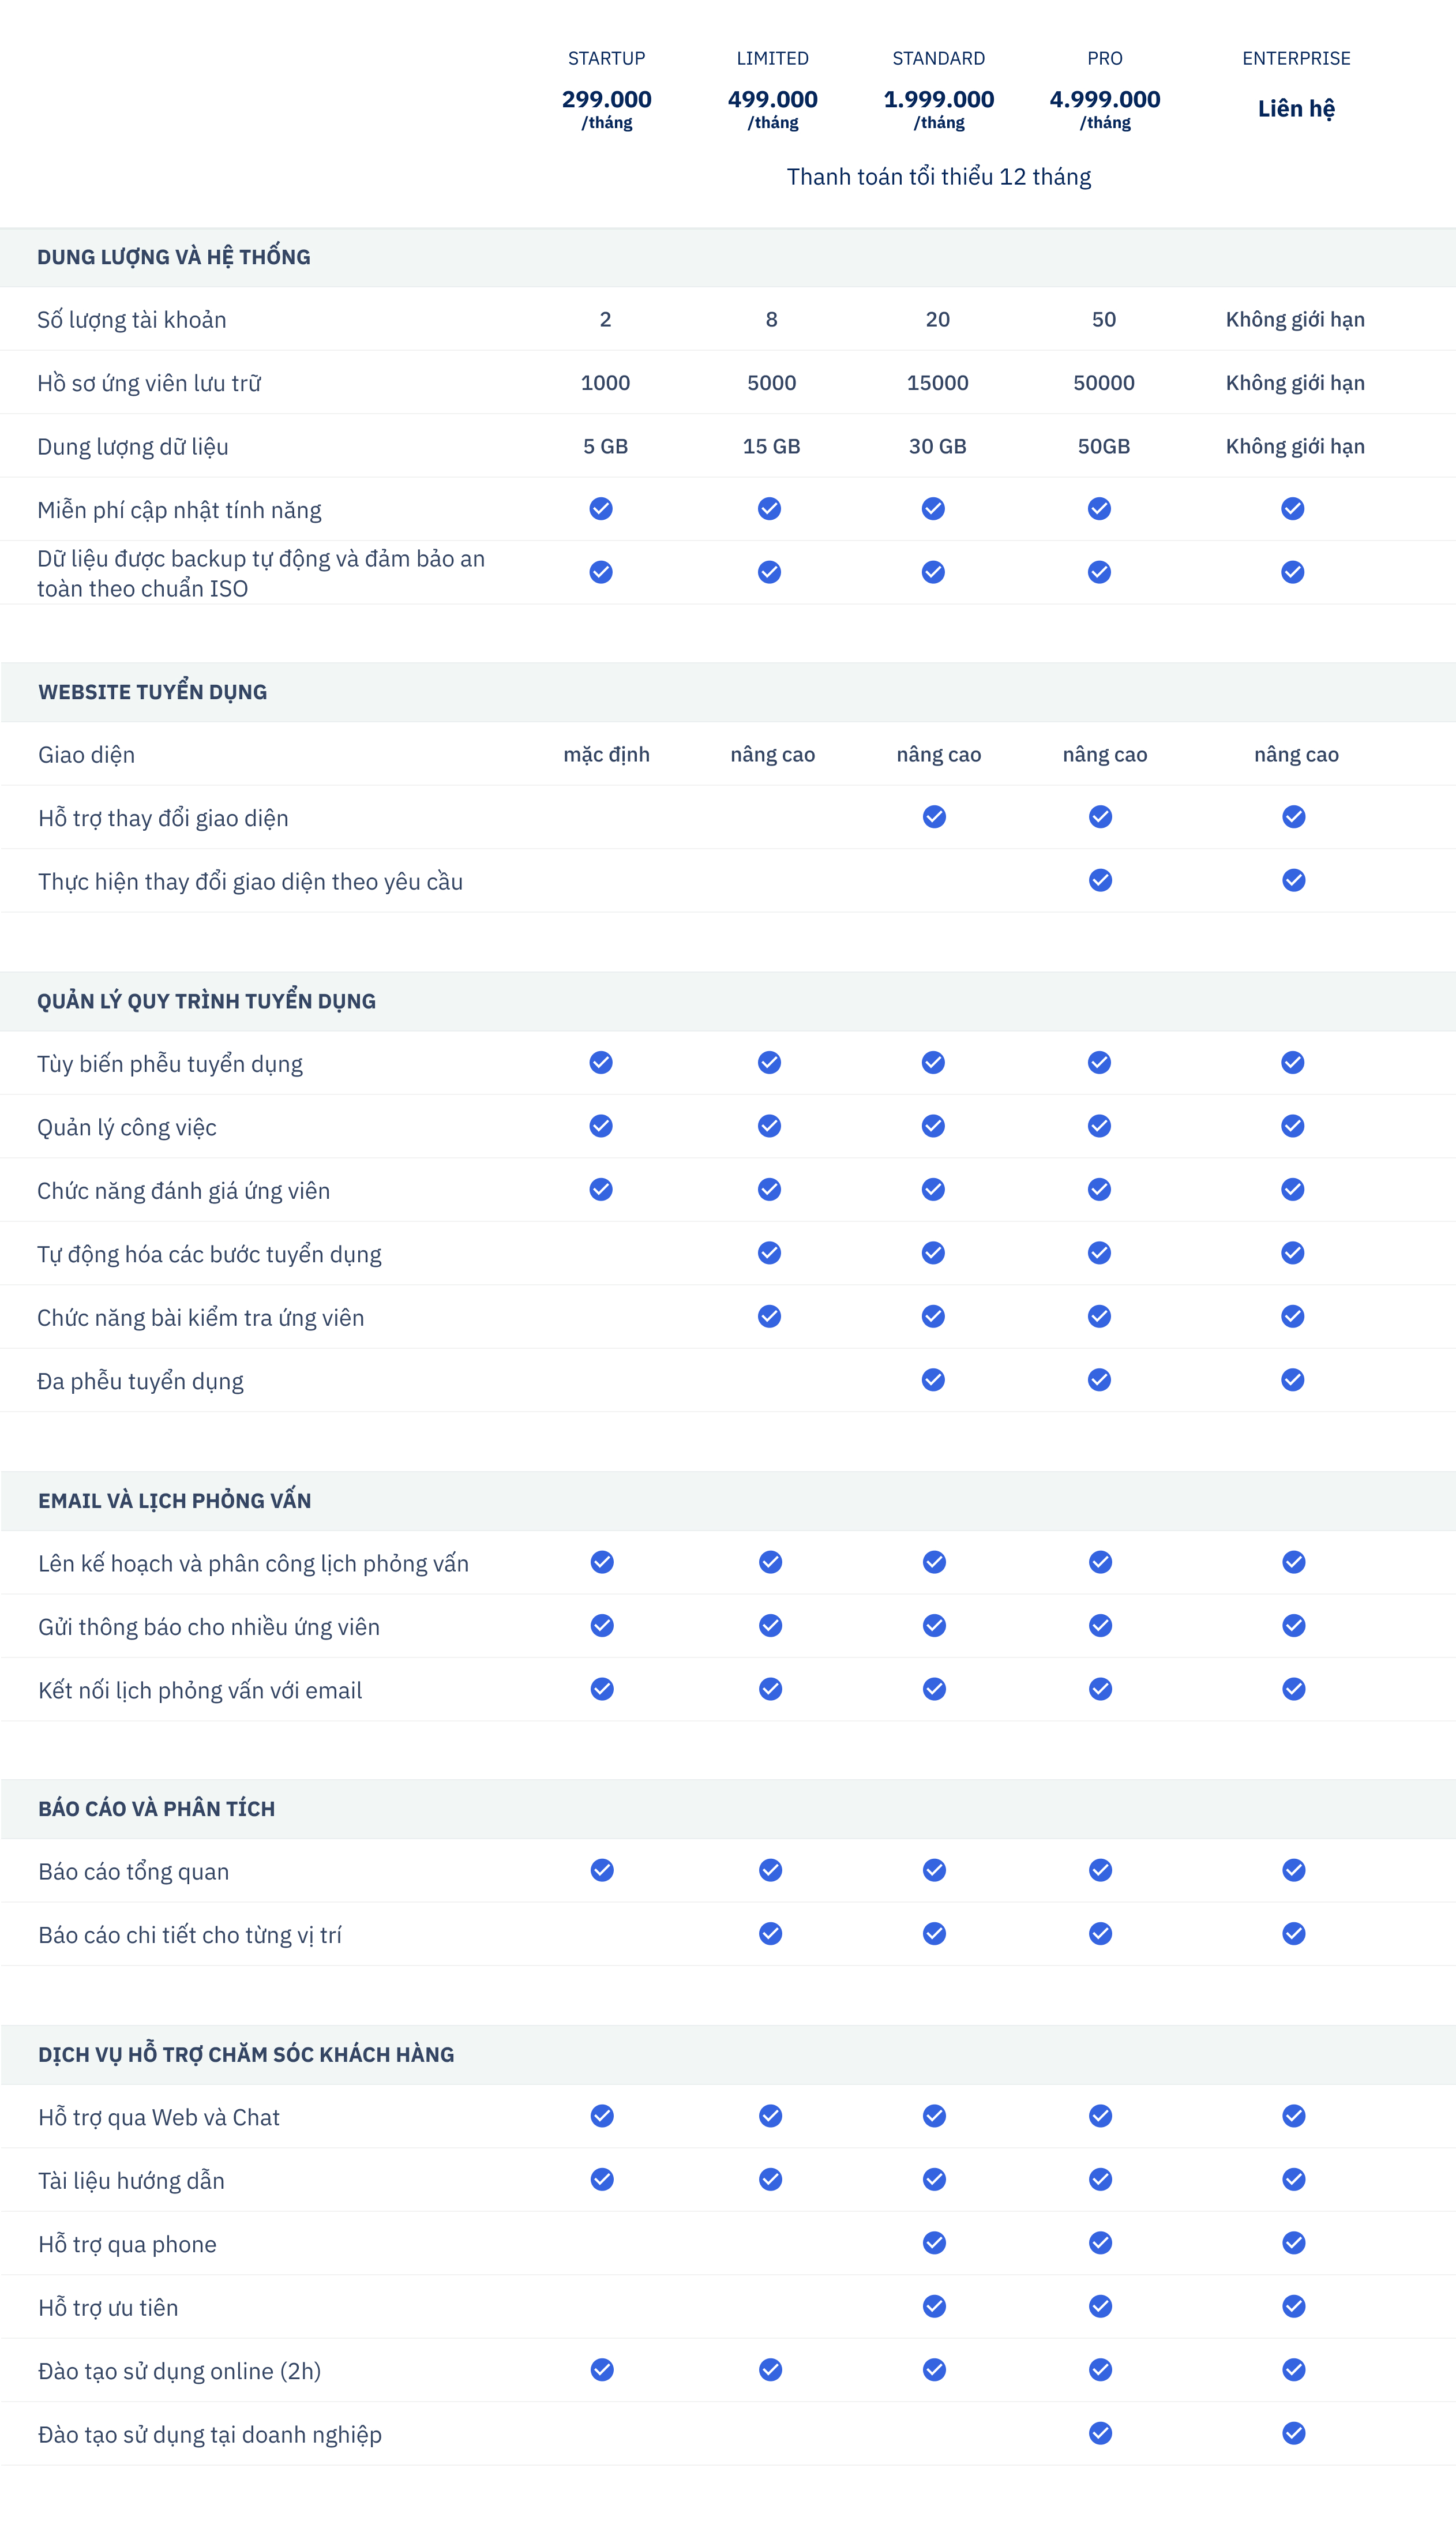 STARTUP LIMITED STANDARD PRO ENTERPRISE
299.000 499.000 1.999.000 4.999.000 Liên hệ
/tháng /tháng /tháng /tháng
Thanh toán tổi thiểu 12 tháng
DUNG LƯỢNG VÀ HỆ THỐNG
Số lượng tài khoản 2 8 20 50 Không giới hạn
Hồ sơ ứng viên lưu trữ 1000 5000 15000 50000 Không giới hạn
Dung lượng dữ liệu 5 GB 15 GB 30 GB 50GB Không giới hạn
Miễn phí cập nhật tính năng
Dữ liệu được backup tự động và đảm bảo an
toàn theo chuẩn ISO
WEBSITE TUYỂN DỤNG
Giao diện mặc định nâng cao nâng cao nâng cao nâng cao
Hỗ trợ thay đổi giao diện
Thực hiện thay đổi giao diện theo yêu cầu
QUẢN LÝ QUY TRÌNH TUYỂN DỤNG
Tùy biến phễu tuyển dụng
Quản lý công việc
Chức năng đánh giá ứng viên
Tự động hóa các bước tuyển dụng
Chức năng bài kiểm tra ứng viên
Đa phễu tuyển dụng
EMAIL VÀ LỊCH PHỎNG VẤN
Lên kế hoạch và phân công lịch phỏng vấn
Gửi thông báo cho nhiều ứng viên
Kết nối lịch phỏng vấn với email
BÁO CÁO VÀ PHÂN TÍCH
Báo cáo tổng quan
Báo cáo chi tiết cho từng vị trí
DỊCH VỤ HỖ TRỢ CHĂM SÓC KHÁCH HÀNG
Hỗ trợ qua Web và Chat
Tài liệu hướng dẫn
Hỗ trợ qua phone
Hỗ trợ ưu tiên
Đào tạo sử dụng online (2h)
Đào tạo sử dụng tại doanh nghiệp